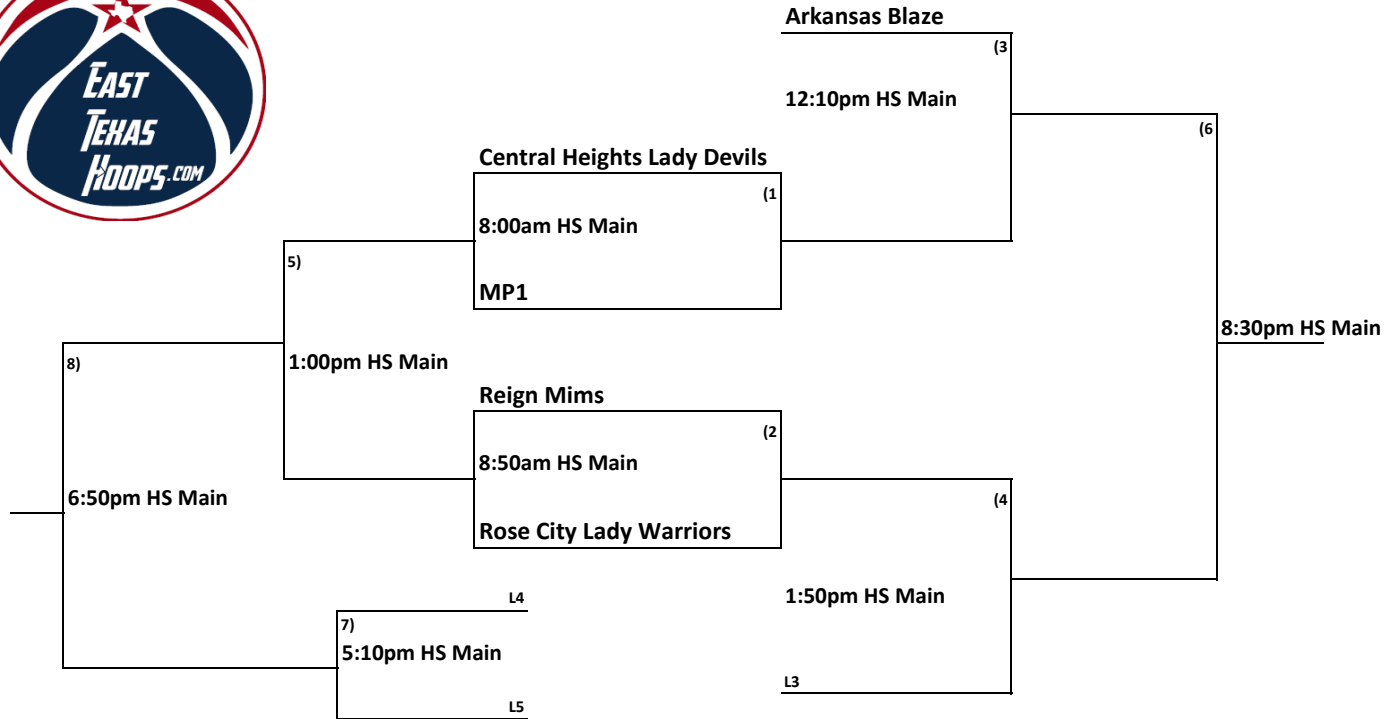 EAST
TEXAS
HOOPS.COM
Arkansas Blaze
(3
12:10pm HS Main
(6
Central Heights Lady Devils
(1
8:00am HS Main
5)
MP1
8:30pm HS Main
8)
1:00pm HS Main
Reign Mims
(2
8:50am HS Main
6:50pm HS Main
(4
Rose City Lady Warriors
L4
1:50pm HS Main
7)
5:10pm HS Main
L3
L5